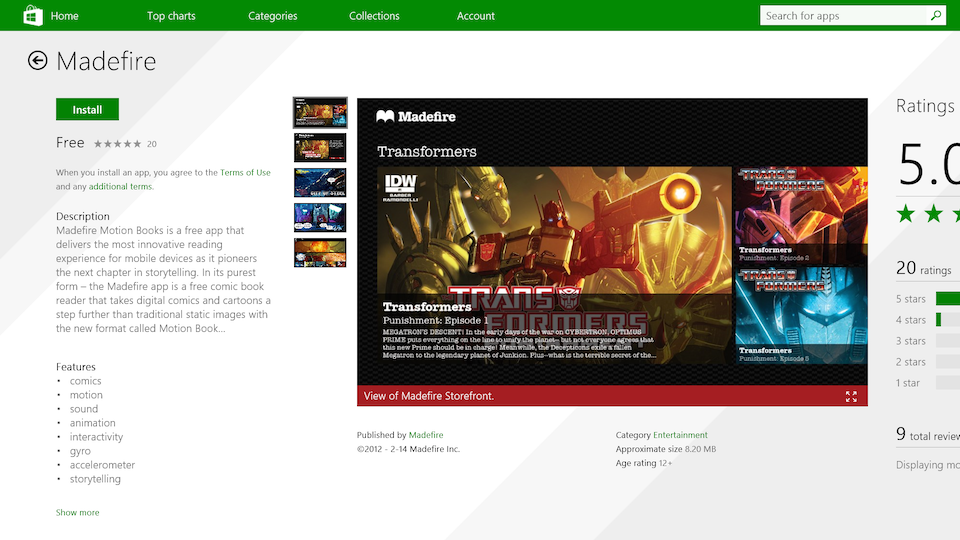 Home
Top charts
Categories
Collections
Account
Search for apps
Madefire
Install
Free
20
When you install an app, you agree to the Terms of Use
and any additional terms.
Description
Madefire Motion Books is a free app that
delivers the most innovative reading
experience for mobile devices as it pioneers
the next chapter in storytelling. In its purest
form – the Madefire app is a free comic book
reader that takes digital comics and cartoons a
step further than traditional static images with
the new format called Motion Book...
Features
• comics
• motion
• sound
• animation
• interactivity
• gyro
• accelerometer
• storytelling
Show more
Madefire
Transformers
IDW
BARBER
RAMONDELLI
TRANSFORMERS
Transformers
Punishment: Episode 1
MEGATRON'S DESCENT! In the early days of the war on CYBERTRON, OPTIMUS
PRIME puts everything on the line to unify the planet—but not everyone agrees that
this new Prime should be in charge! Meanwhile, the Decepticons exile a fallen
Megatron to the legendary planet of Junkion. Plus—what is the terrible secret of the...
TRANSFORMERS
Transformers
Punishment: Episode 2
TRANSFORMERS
Transformers
Punishment: Episode 5
View of Madefire Storefront.
Published by Madefire
©2012 - 2-14 Madefire Inc.
Category Entertainment
Approximate size 8.20 MB
Age rating 12+
Ratings
5.0
20 ratings
5 stars
4 stars
3 stars
2 stars
1 star
9 total review
Displaying mo